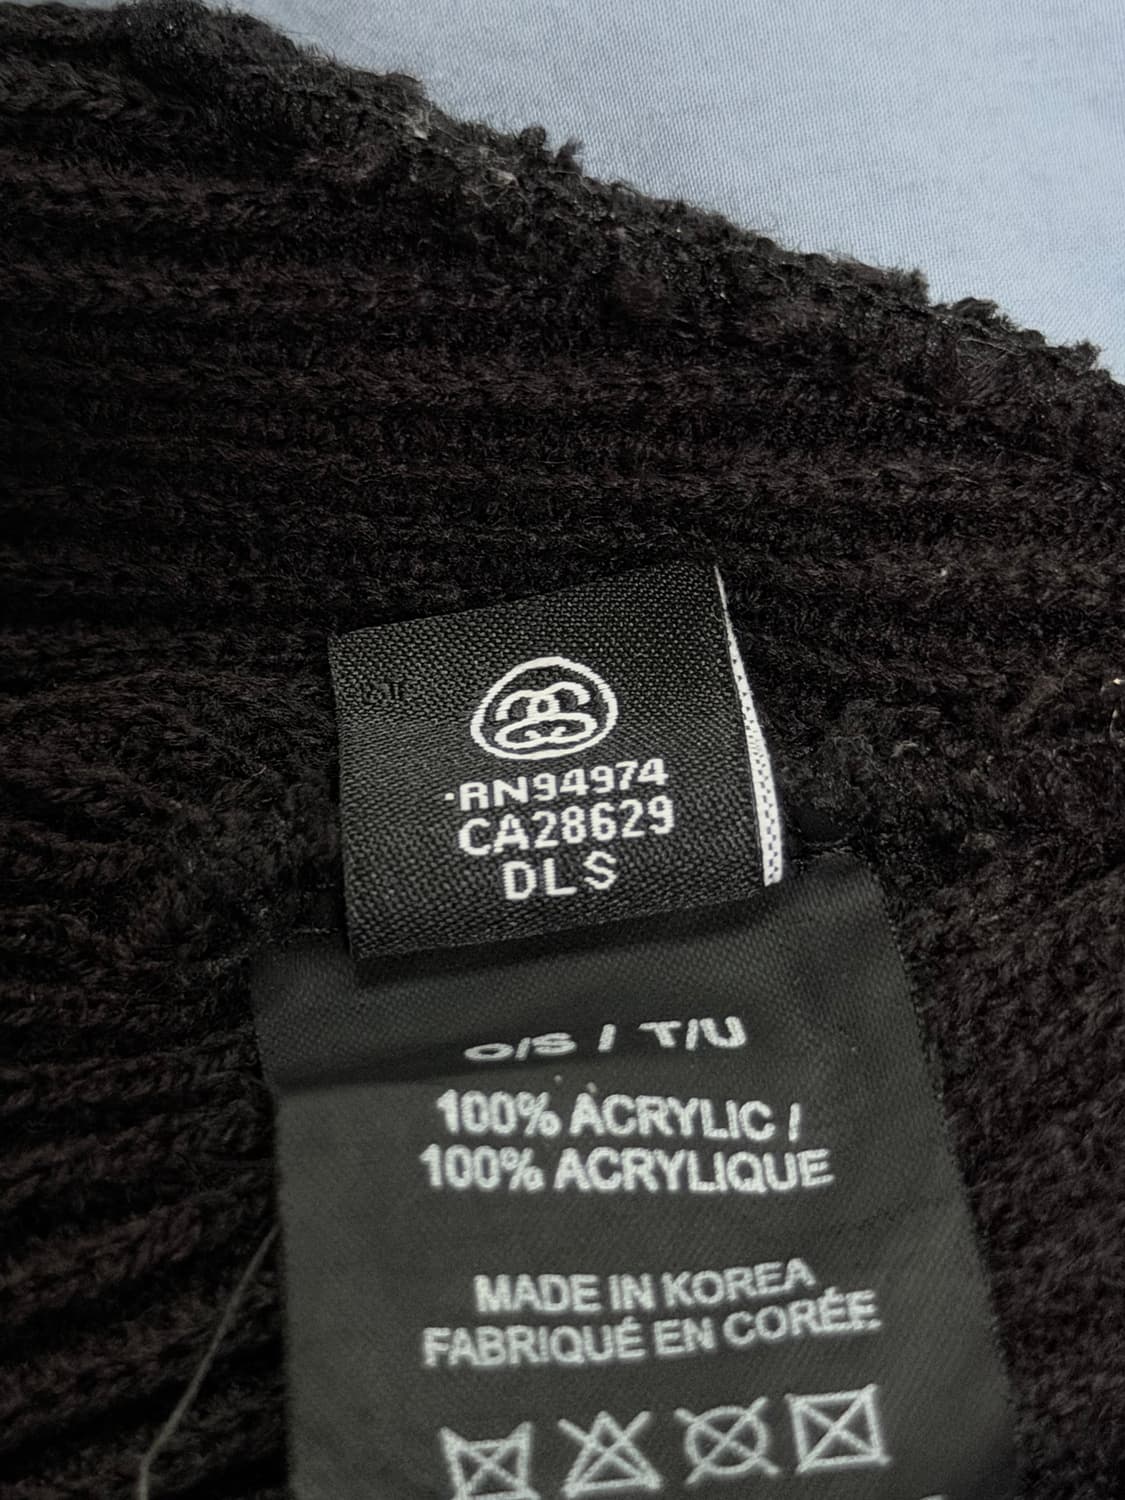 RN94974
CA28629
DLS
O/S / T/U
100% ACRYLIC /
100% ACRYLIQUE
MADE IN KOREA
FABRIQUÉ EN CORÉE